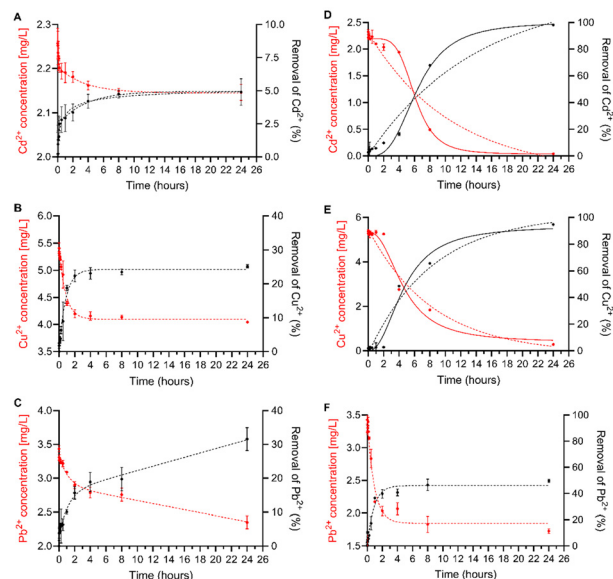 A
D
Cd²⁺ concentration [mg/L]
2.3
2.2
2.1
2.0
10.0
7.5
5.0
2.5
0.0
Removal of Cd²⁺ (%)
0 2 4 6 8 10 12 14 16 18 20 22 24 26
Time (hours)
Cd²⁺ concentration [mg/L]
2.5
2.0
1.5
1.0
0.5
0.0
100
80
60
40
20
0
Removal of Cd²⁺ (%)
0 2 4 6 8 10 12 14 16 18 20 22 24 26
Time (hours)
B
E
Cu²⁺ concentration [mg/L]
6.0
5.5
5.0
4.5
4.0
3.5
40
30
20
10
0
Removal of Cu²⁺ (%)
0 2 4 6 8 10 12 14 16 18 20 22 24 26
Time (hours)
Cu²⁺ concentration [mg/L]
6
4
2
0
100
80
60
40
20
0
Removal of Cu²⁺ (%)
0 2 4 6 8 10 12 14 16 18 20 22 24 26
Time (hours)
C
F
Pb²⁺ concentration [mg/L]
4.0
3.5
3.0
2.5
2.0
40
30
20
10
0
Removal of Pb²⁺ (%)
0 2 4 6 8 10 12 14 16 18 20 22 24 26
Time (hours)
Pb²⁺ concentration [mg/L]
3.5
3.0
2.5
2.0
1.5
100
80
60
40
20
0
Removal of Pb²⁺ (%)
0 2 4 6 8 10 12 14 16 18 20 22 24 26
Time (hours)